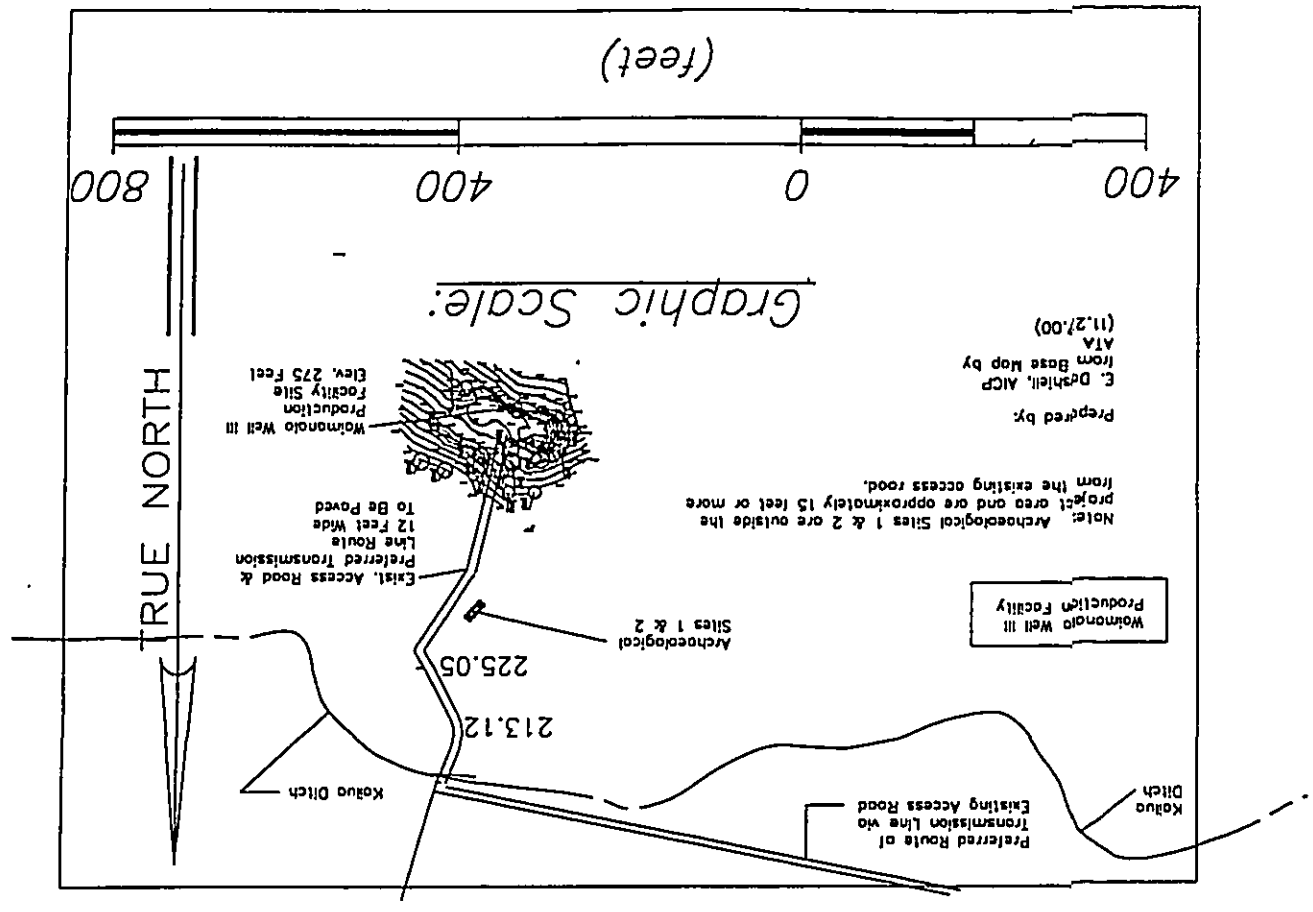 Preferred Route of
Transmission Line via
Existing Access Road
Kailua
Ditch
Kailua Ditch
213.12
225.05
Archaeological
Sites 1 & 2
Waimanalo Well III
Production Facility
TRUE NORTH
Exist. Access Road &
Preferred Transmission
Line Route
12 Feet Wide
To Be Paved
Note: Archaeological Sites 1 & 2 are outside the
project area and are approximately 15 feet or more
from the existing access road.
Waimanalo Well III
Production
Facility Site
Elev. 275 Feet
Prepared by:
E. Dashiell, AICP
from Base Map by
ATA
(11.27.00)
Graphic Scale:
400 0 400 800
(feet)